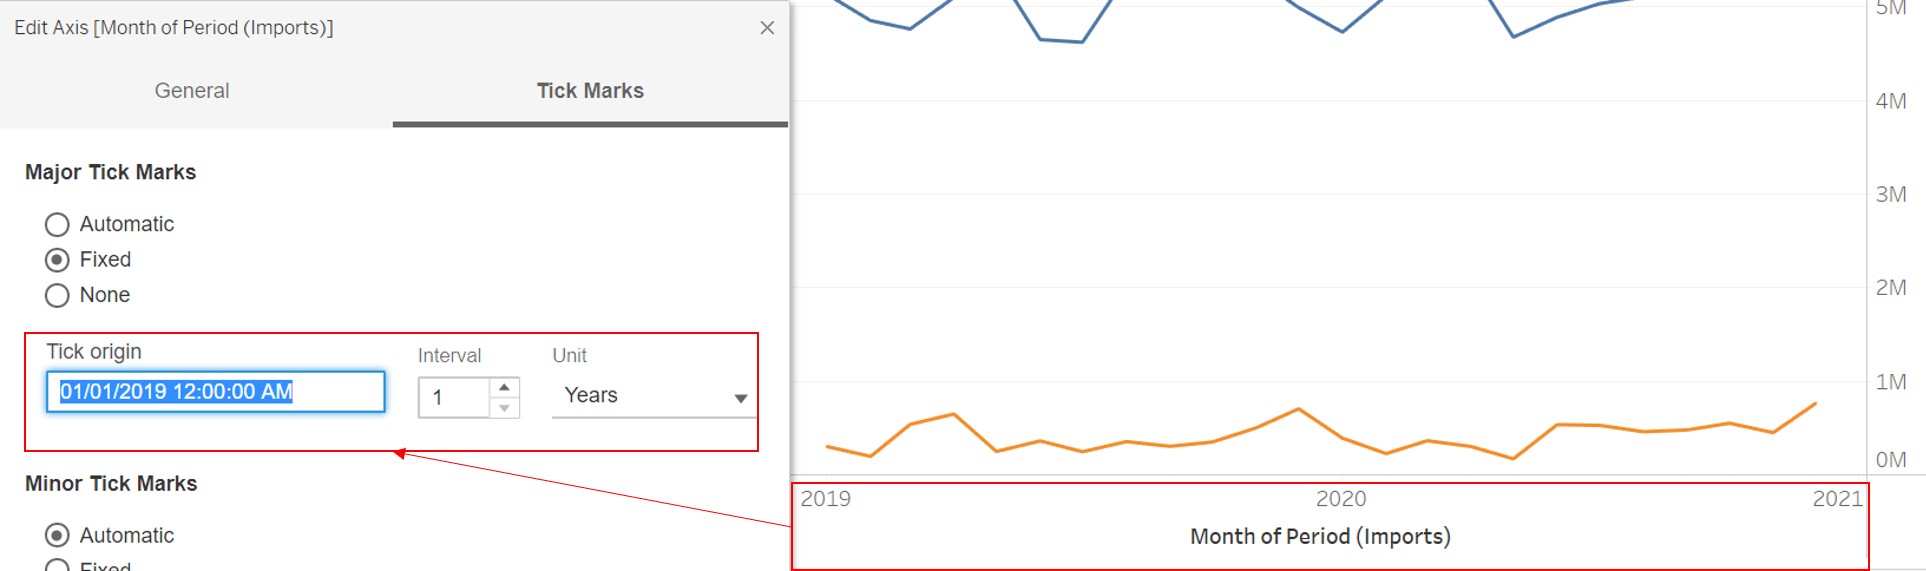 Edit Axis [Month of Period (Imports)]
General
Tick Marks
Major Tick Marks
Automatic
Fixed
None
Tick origin
Interval
Unit
01/01/2019 12:00:00 AM
1
Years
Minor Tick Marks
Automatic
Fixed
5M
4M
3M
2M
1M
0M
2019
2020
2021
Month of Period (Imports)